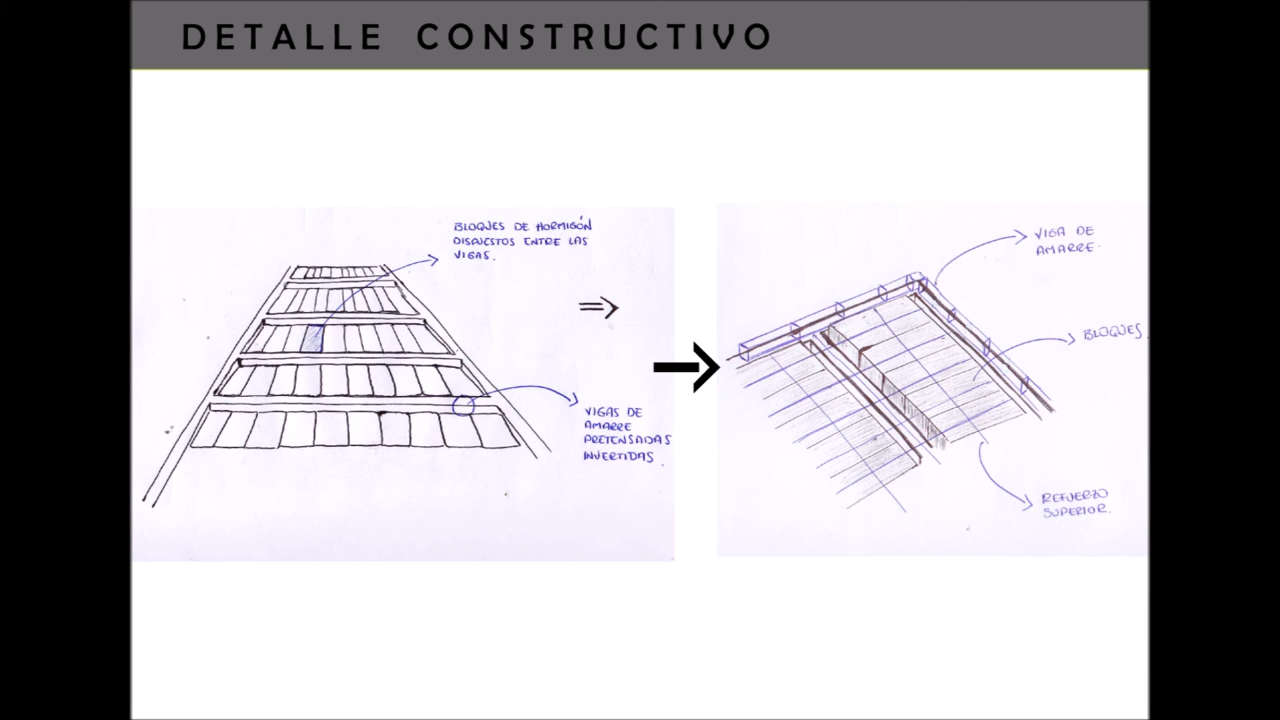 DETALLE CONSTRUCTIVO
BLOQUES DE HORMIGÓN
DISPUESTOS ENTRE LAS
VIGAS.
VIGAS DE
AMARRE
PRETENSADAS
INVERTIDAS.
VIGA DE
AMARRE.
BLOQUES.
REFUERZO
SUPERIOR.